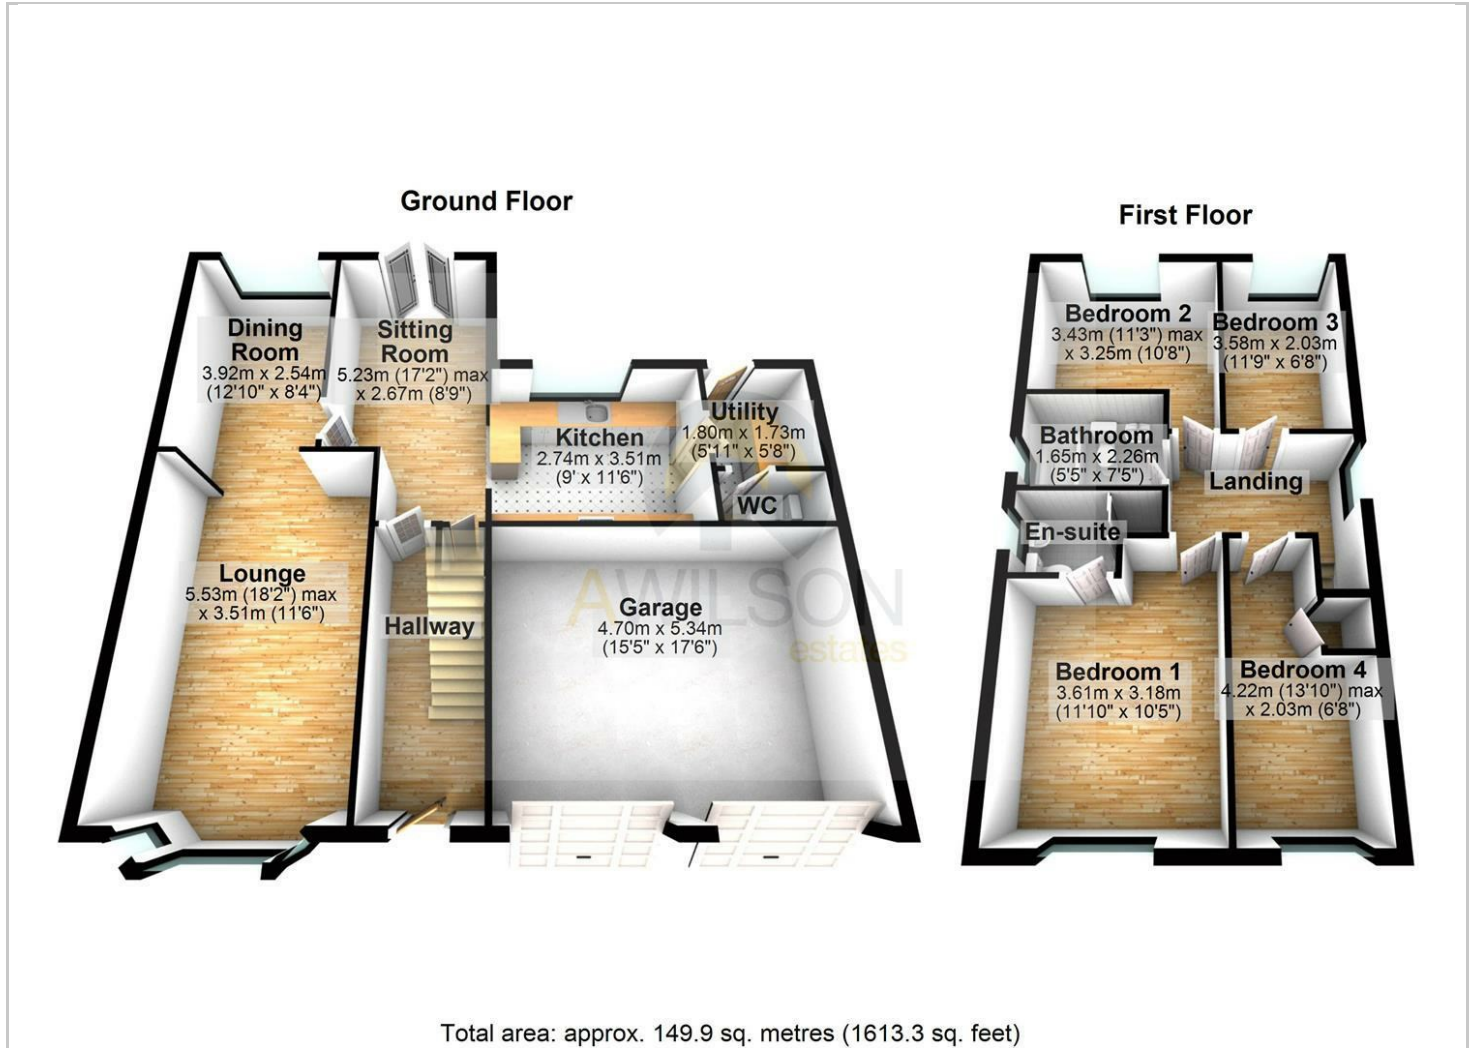 Ground Floor
First Floor
Dining
Room
3.92m x 2.54m
(12'10" x 8'4")
Sitting
Room
5.23m (17'2") max
x 2.67m (8'9")
Kitchen
2.74m x 3.51m
(9' x 11'6")
Utility
1.80m x 1.73m
(5'11" x 5'8")
WC
Lounge
5.53m (18'2") max
x 3.51m (11'6")
Hallway
Garage
4.70m x 5.34m
(15'5" x 17'6")
AWILSON
estates
Bedroom 2
3.43m (11'3") max
x 3.25m (10'8")
Bedroom 3
3.58m x 2.03m
(11'9" x 6'8")
Bathroom
1.65m x 2.26m
(5'5" x 7'5")
Landing
En-suite
Bedroom 1
3.61m x 3.18m
(11'10" x 10'5")
Bedroom 4
4.22m (13'10") max
x 2.03m (6'8")
Total area: approx. 149.9 sq. metres (1613.3 sq. feet)